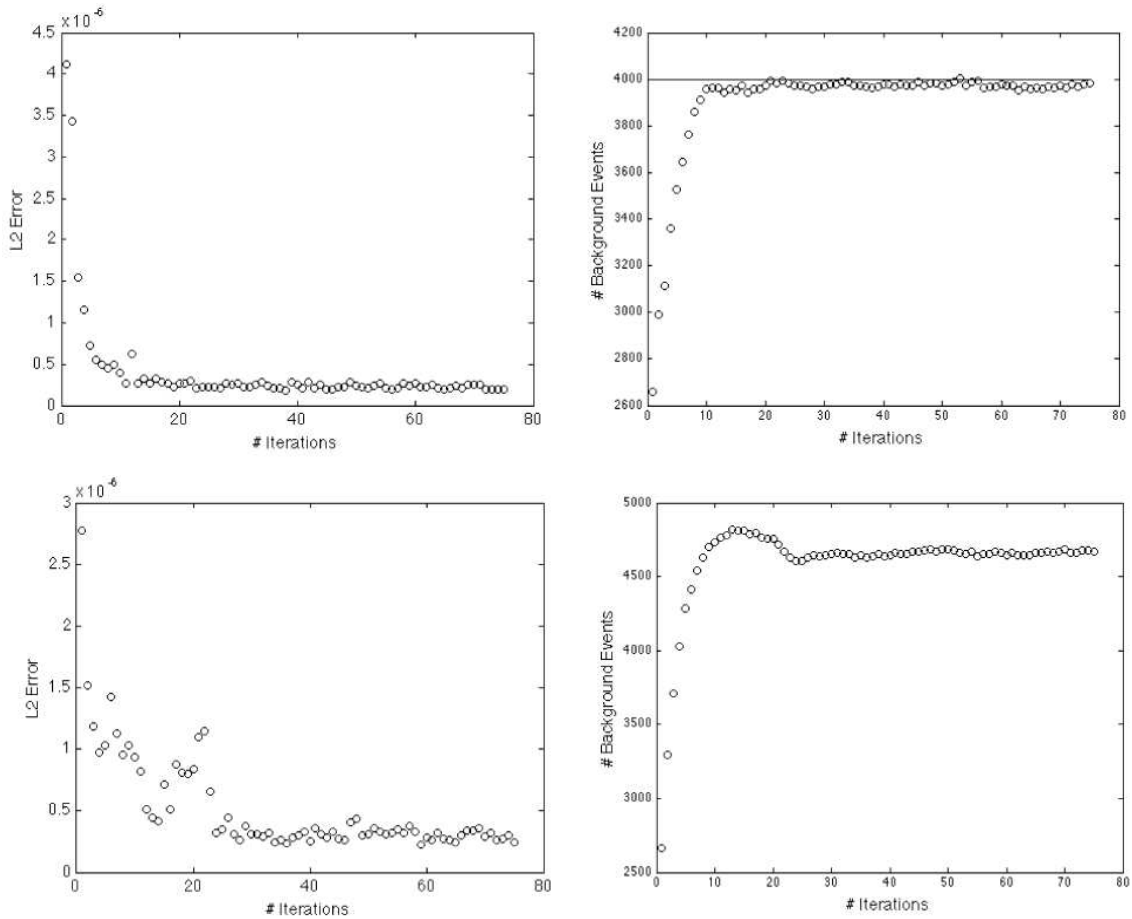 x 10⁻⁶
4.5
4
3.5
3
2.5
2
1.5
1
0.5
0
L2 Error
0 20 40 60 80
# Iterations
4200
4000
3800
3600
3400
3200
3000
2800
2600
# Background Events
0 10 20 30 40 50 60 70 80
# Iterations
x 10⁻⁶
3
2.5
2
1.5
1
0.5
0
L2 Error
0 20 40 60 80
# Iterations
5000
4500
4000
3500
3000
2500
# Background Events
0 10 20 30 40 50 60 70 80
# Iterations